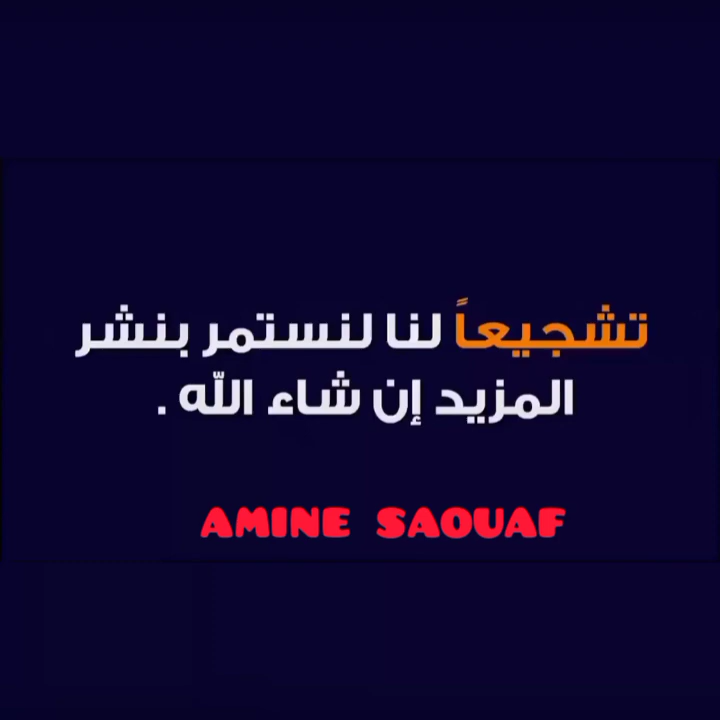 تشجيعاً لنا لنستمر بنشر
المزيد إن شاء الله .
AMINE SAOUAF